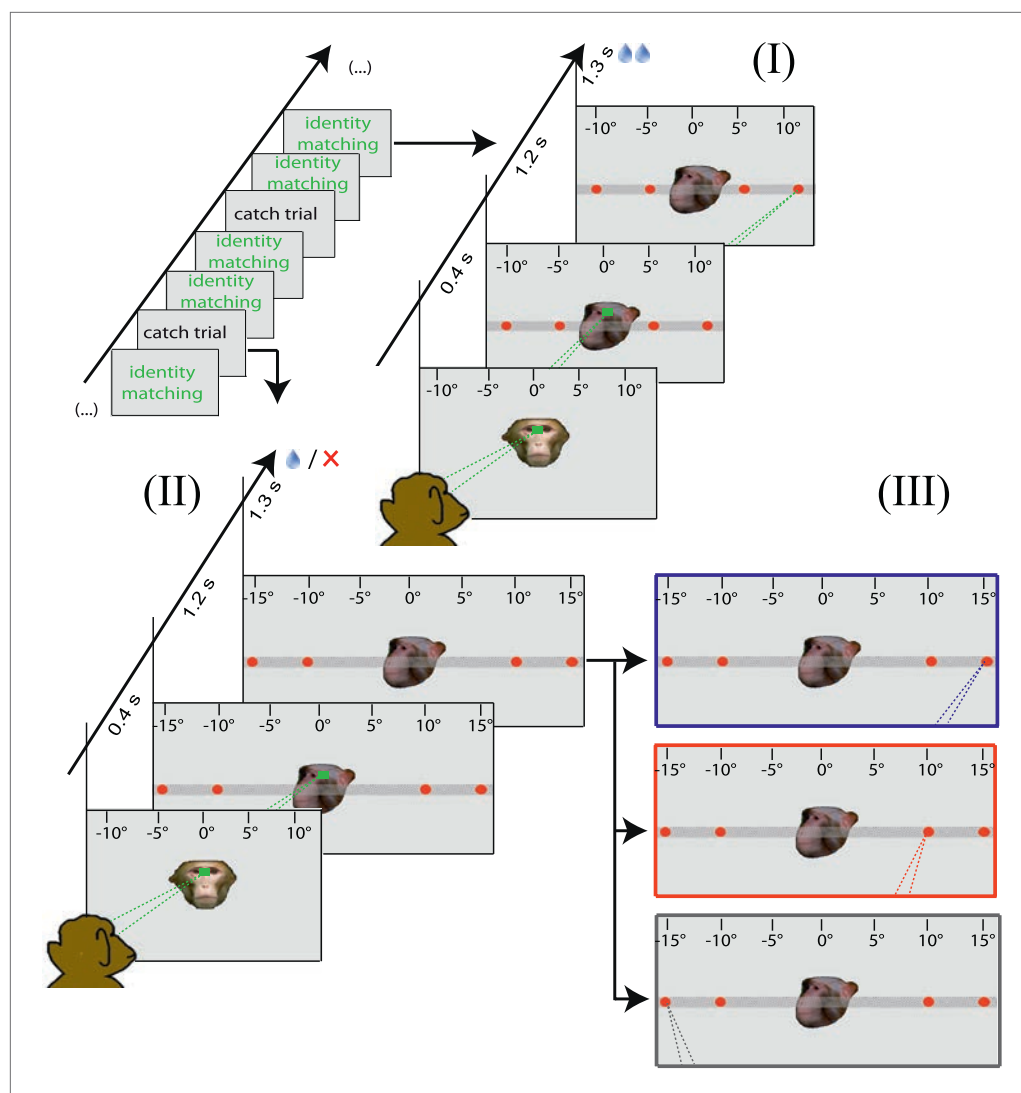 (...)
identity
matching
identity
matching
catch trial
identity
matching
identity
matching
catch trial
identity
matching
(...)
(I)
1.3 s
1.2 s
0.4 s
-10° -5° 0° 5° 10°
-10° -5° 0° 5° 10°
-10° -5° 0° 5° 10°
(II)
/ ×
1.3 s
1.2 s
0.4 s
-15° -10° -5° 0° 5° 10° 15°
-15° -10° -5° 0° 5° 10° 15°
-10° -5° 0° 5° 10°
(III)
-15° -10° -5° 0° 5° 10° 15°
-15° -10° -5° 0° 5° 10° 15°
-15° -10° -5° 0° 5° 10° 15°